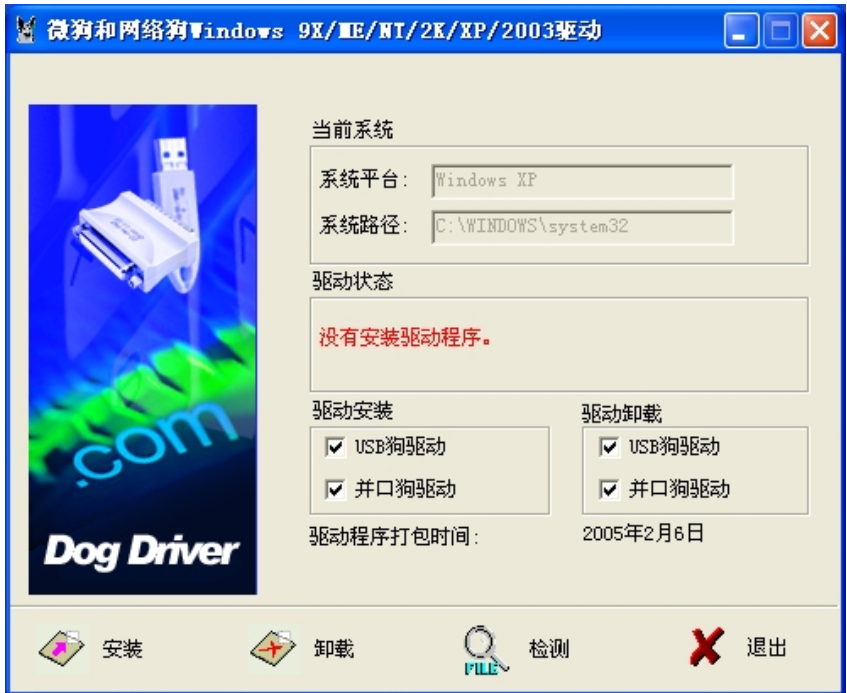 微狗和网络狗Windows 9X/ME/NT/2K/XP/2003驱动
当前系统
系统平台: Windows XP
系统路径: C:\WINDOWS\system32
驱动状态
没有安装驱动程序。
驱动安装
USB狗驱动
并口狗驱动
驱动卸载
USB狗驱动
并口狗驱动
驱动程序打包时间: 2005年2月6日
.com
Dog Driver
安装
卸载
FILE
检测
退出